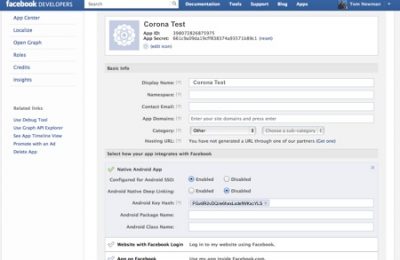 facebook DEVELOPERS
Search Facebook Developers
Docs Tools Support Blog Apps
Tom Newman
App Center
Localize
Open Graph
Roles
Credits
Insights
Related links:
Use Debug Tool
Use Graph API Explorer
See App Timeline View
Promote with an Ad
Delete App
Corona Test
App ID:
App Secret: (reset)
(edit icon)
Basic Info
Display Name: [?] Corona Test
Namespace: [?]
Contact Email: [?]
App Domains: [?] Enter your site domains and press enter
Category: [?] Other Choose a sub-category
Hosting URL: [?] You have not generated a URL through one of our partners (Get one)
Select how your app integrates with Facebook
Native Android App ×
Configured for Android SSO: [?] Enabled Disabled
Android Native Deep Linking: [?] Enabled Disabled
Android Key Hash: [?] ×
Android Package Name: [?]
Android Class Name: [?]
Website with Facebook Login Log in to my website using Facebook.
App on Facebook Use my app inside Facebook.com.